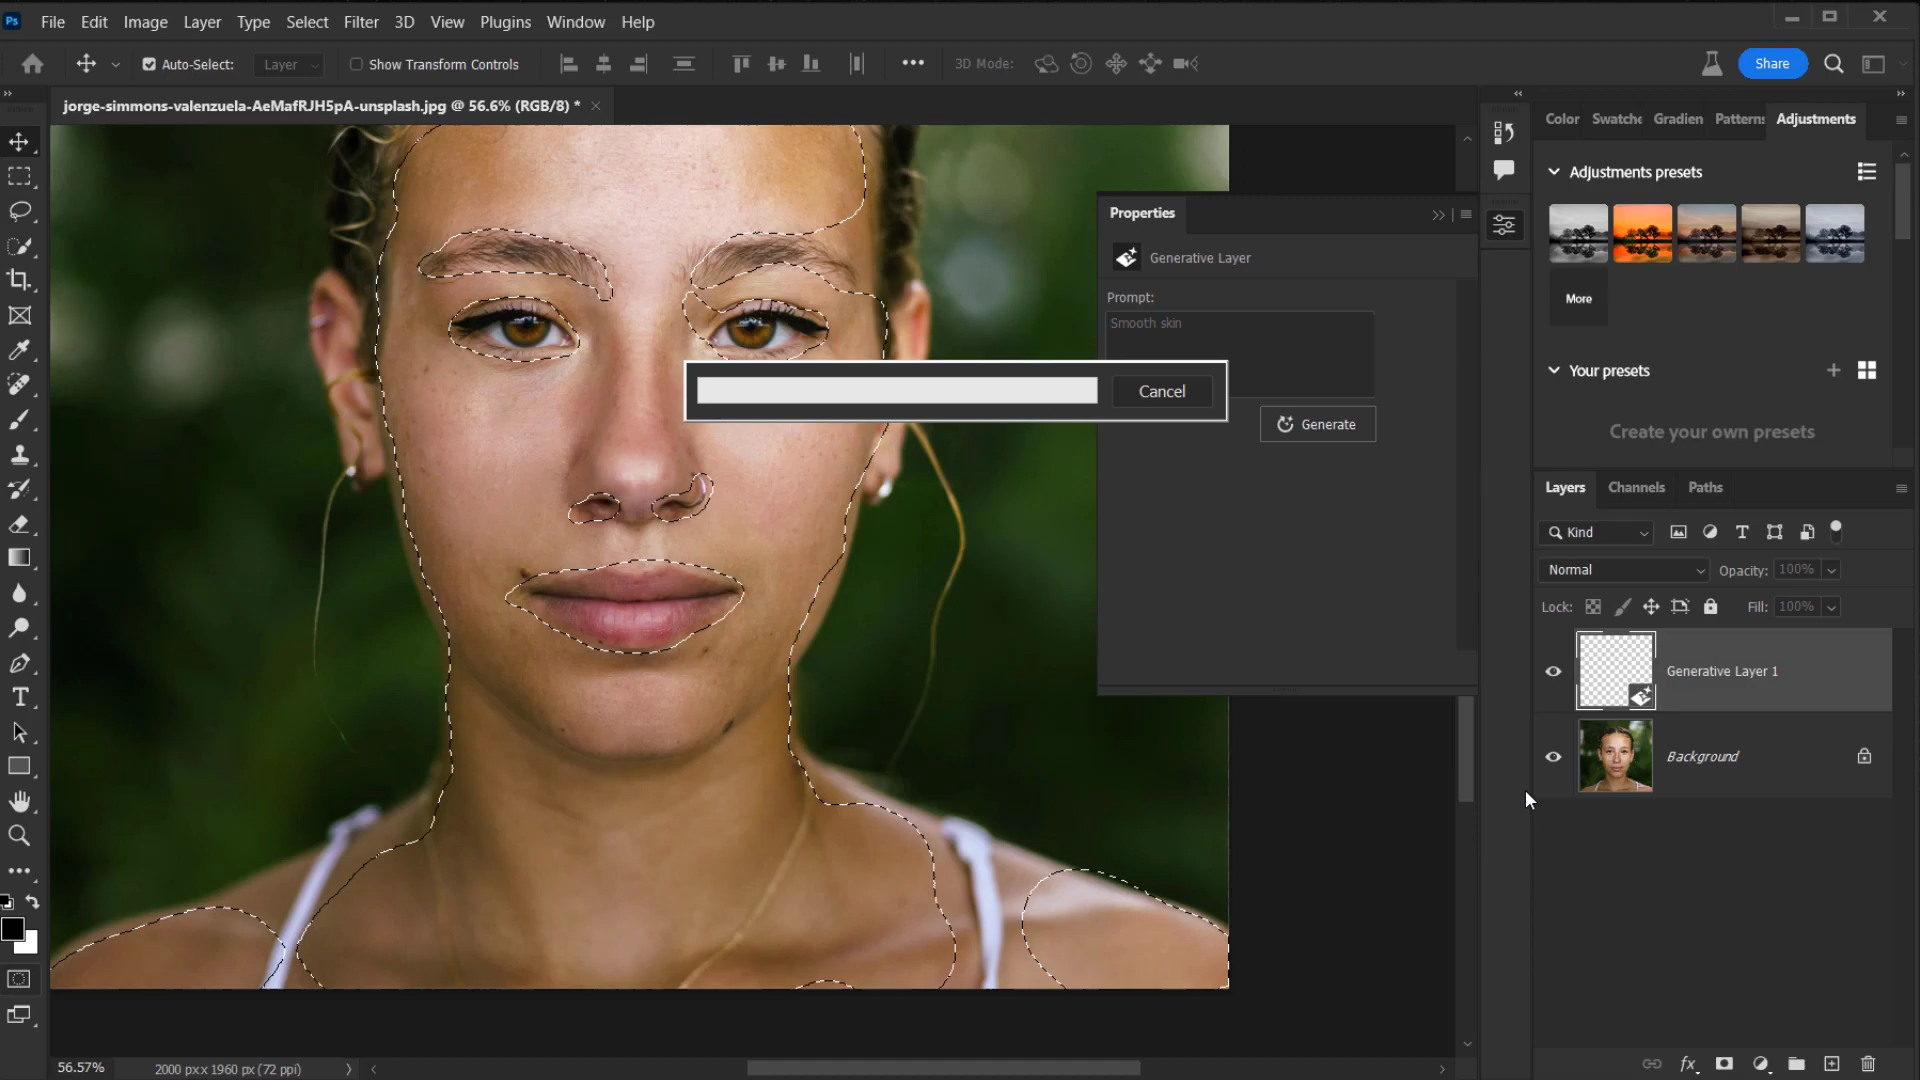 Ps File Edit Image Layer Type Select Filter 3D View Plugins Window Help
Auto-Select: Layer Show Transform Controls 3D Mode: Share
jorge-simmons-valenzuela-AeMafRJH5pA-unsplash.jpg @ 56.6% (RGB/8) *
Color Swatche Gradien Patterns Adjustments
Adjustments presets
More
Your presets
Create your own presets
Properties
Generative Layer
Prompt:
Smooth skin
Cancel
Generate
Layers Channels Paths
Kind
Normal Opacity: 100%
Lock: Fill: 100%
Generative Layer 1
Background
56.57% 2000 px x 1960 px (72 ppi)